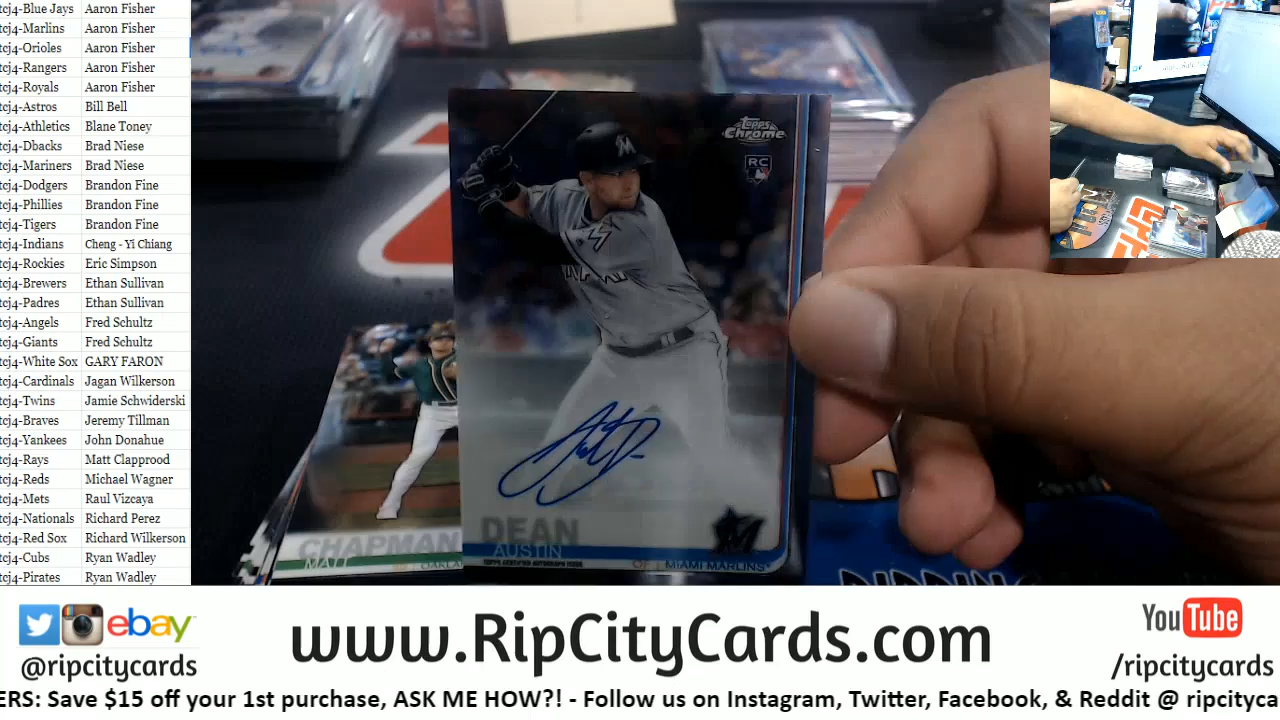 tcj4-Blue Jays Aaron Fisher
tcj4-Marlins Aaron Fisher
tcj4-Orioles Aaron Fisher
tcj4-Rangers Aaron Fisher
tcj4-Royals Aaron Fisher
tcj4-Astros Bill Bell
tcj4-Athletics Blane Toney
tcj4-Dbacks Brad Niese
tcj4-Mariners Brad Niese
tcj4-Dodgers Brandon Fine
tcj4-Phillies Brandon Fine
tcj4-Tigers Brandon Fine
tcj4-Indians Cheng - Yi Chiang
tcj4-Rockies Eric Simpson
tcj4-Brewers Ethan Sullivan
tcj4-Padres Ethan Sullivan
tcj4-Angels Fred Schultz
tcj4-Giants Fred Schultz
tcj4-White Sox GARY FARON
tcj4-Cardinals Jagan Wilkerson
tcj4-Twins Jamie Schwiderski
tcj4-Braves Jeremy Tillman
tcj4-Yankees John Donahue
tcj4-Rays Matt Clapprood
tcj4-Reds Michael Wagner
tcj4-Mets Raul Vizcaya
tcj4-Nationals Richard Perez
tcj4-Red Sox Richard Wilkerson
tcj4-Cubs Ryan Wadley
tcj4-Pirates Ryan Wadley
Topps
Chrome
RC
DEAN
AUSTIN
TOPPS CERTIFIED AUTOGRAPH ISSUE
OF | MIAMI MARLINS
CHAPMAN
MATT
ebay
@ripcitycards
www.RipCityCards.com
YouTube
/ripcitycards
ERS: Save $15 off your 1st purchase, ASK ME HOW?! - Follow us on Instagram, Twitter, Facebook, & Reddit @ ripcityca